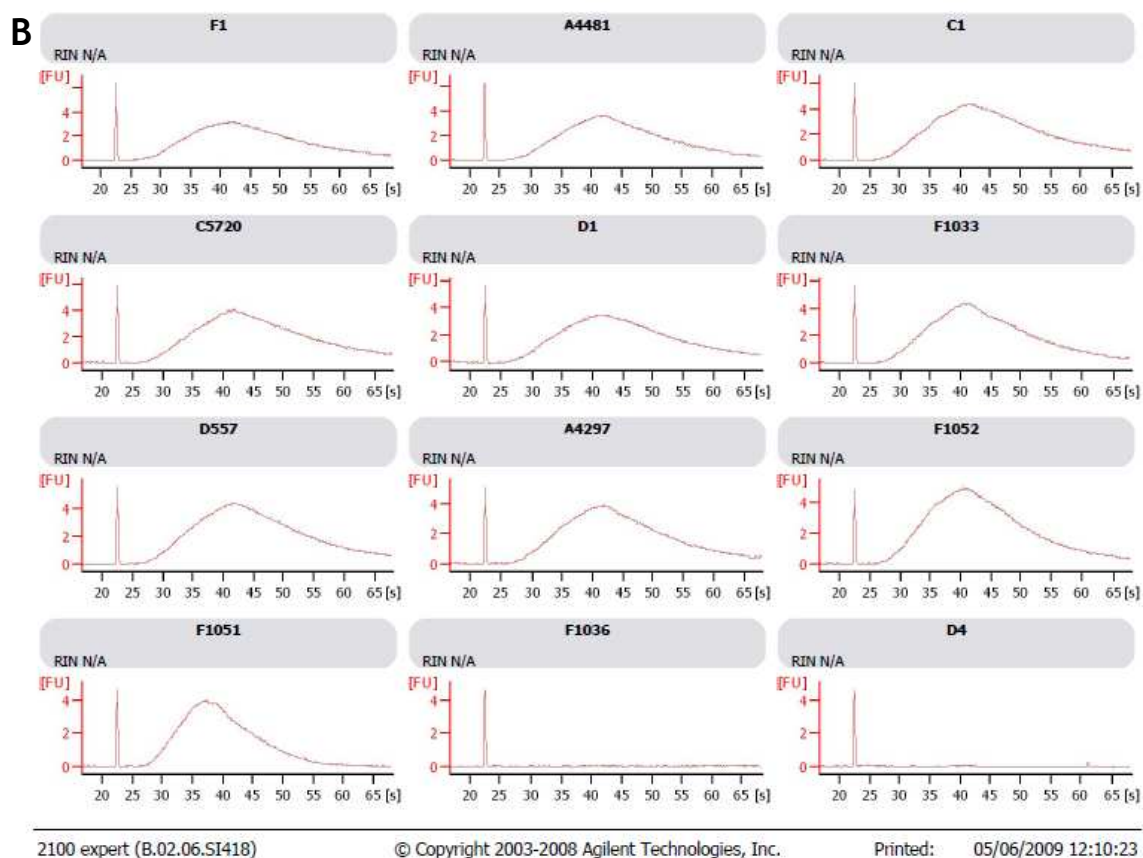 B
F1 A4481 C1
RIN N/A RIN N/A RIN N/A
[FU] [FU] [FU]
4 4 4
2 2 2
0 0 0
20 25 30 35 40 45 50 55 60 65 [s] 20 25 30 35 40 45 50 55 60 65 [s] 20 25 30 35 40 45 50 55 60 65 [s]
C5720 D1 F1033
RIN N/A RIN N/A RIN N/A
[FU] [FU] [FU]
4 4 4
2 2 2
0 0 0
20 25 30 35 40 45 50 55 60 65 [s] 20 25 30 35 40 45 50 55 60 65 [s] 20 25 30 35 40 45 50 55 60 65 [s]
D557 A4297 F1052
RIN N/A RIN N/A RIN N/A
[FU] [FU] [FU]
4 4 4
2 2 2
0 0 0
20 25 30 35 40 45 50 55 60 65 [s] 20 25 30 35 40 45 50 55 60 65 [s] 20 25 30 35 40 45 50 55 60 65 [s]
F1051 F1036 D4
RIN N/A RIN N/A RIN N/A
[FU] [FU] [FU]
4 4 4
2 2 2
0 0 0
20 25 30 35 40 45 50 55 60 65 [s] 20 25 30 35 40 45 50 55 60 65 [s] 20 25 30 35 40 45 50 55 60 65 [s]
2100 expert (B.02.06.SI418) © Copyright 2003-2008 Agilent Technologies, Inc. Printed: 05/06/2009 12:10:23